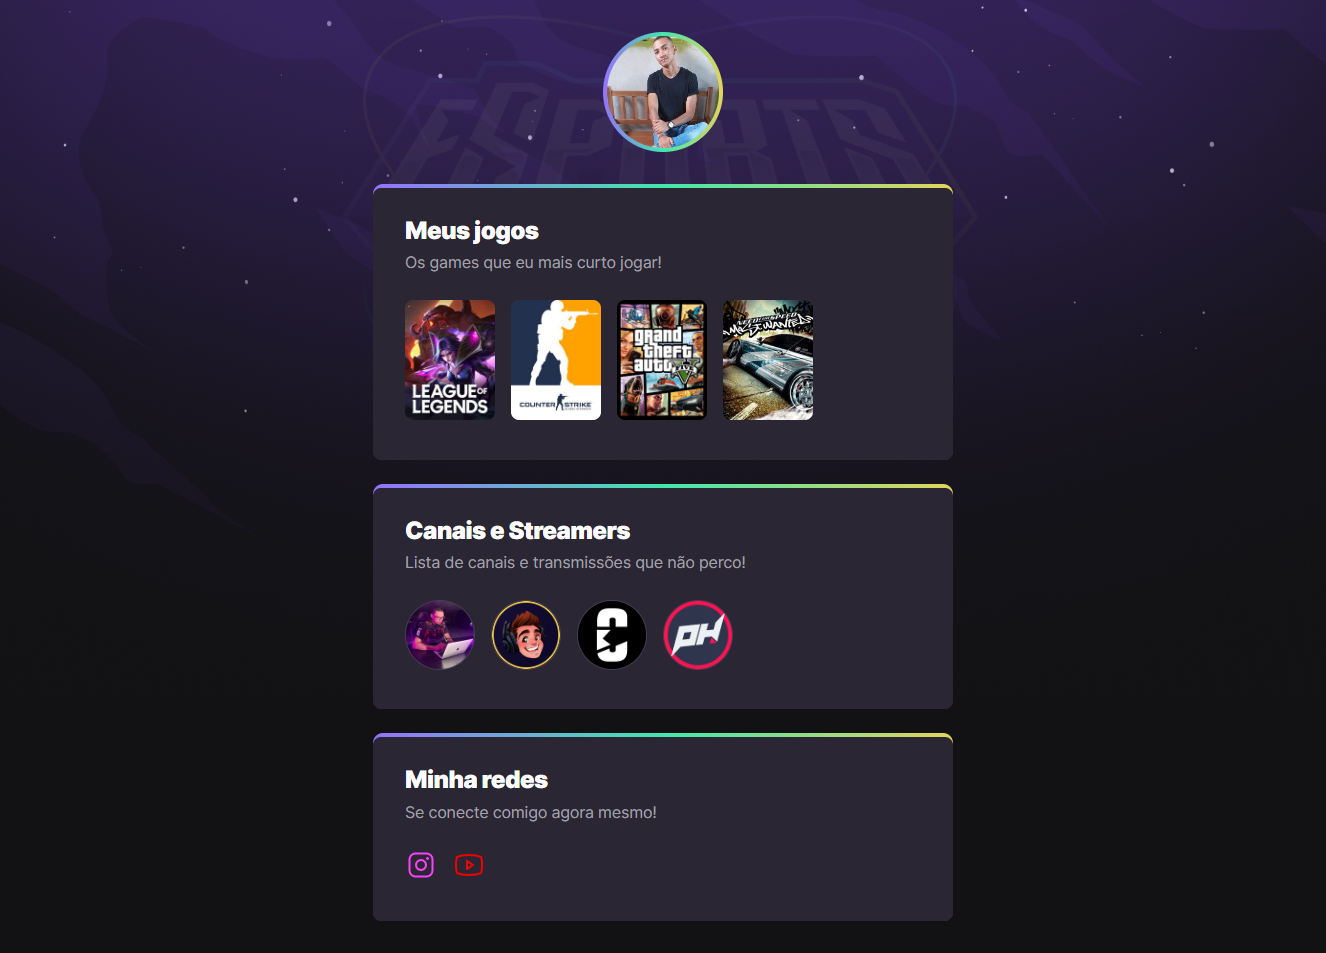 ESPORTS
Meus jogos
Os games que eu mais curto jogar!
LEAGUE OF
LEGENDS
COUNTER STRIKE
grand
theft
auto V
FIVE
NEED FOR SPEED
MOST WANTED
Canais e Streamers
Lista de canais e transmissões que não perco!
PH
Minha redes
Se conecte comigo agora mesmo!